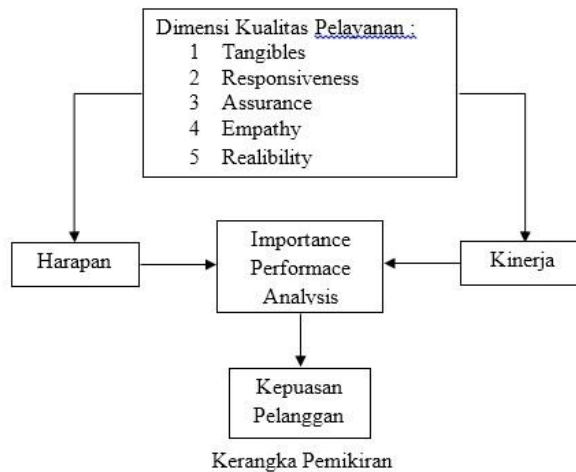 Dimensi Kualitas Pelayanan :
1 Tangibles
2 Responsiveness
3 Assurance
4 Empathy
5 Realibility
Harapan
Importance
Performace
Analysis
Kinerja
Kepuasan
Pelanggan
Kerangka Pemikiran